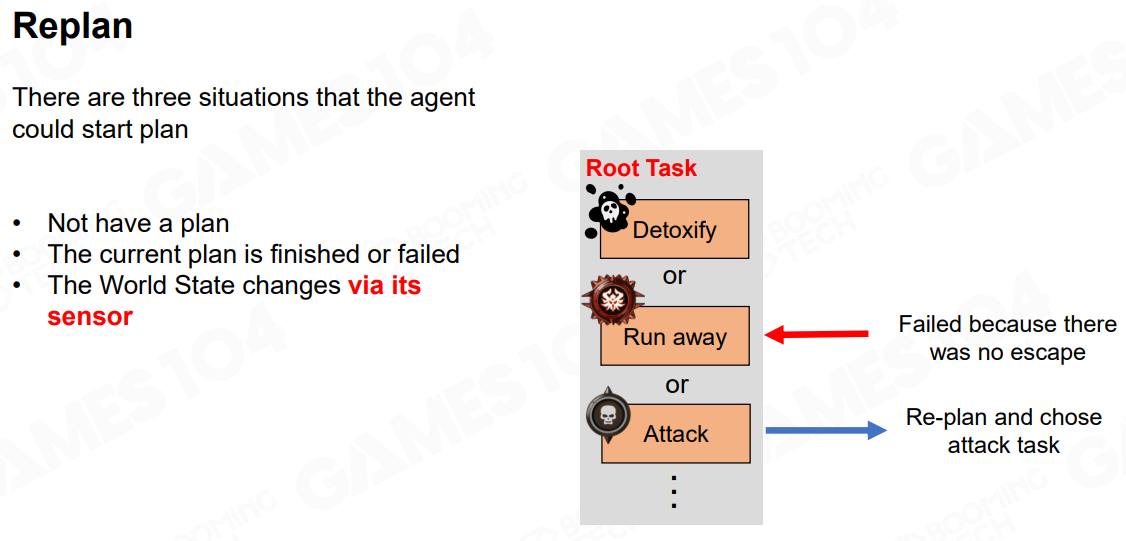 Replan
There are three situations that the agent
could start plan
• Not have a plan
• The current plan is finished or failed
• The World State changes via its
sensor
Root Task
Detoxify
or
Run away
or
Attack
⋮
Failed because there
was no escape
Re-plan and chose
attack task
GAMES 104
BOOMING
TECH